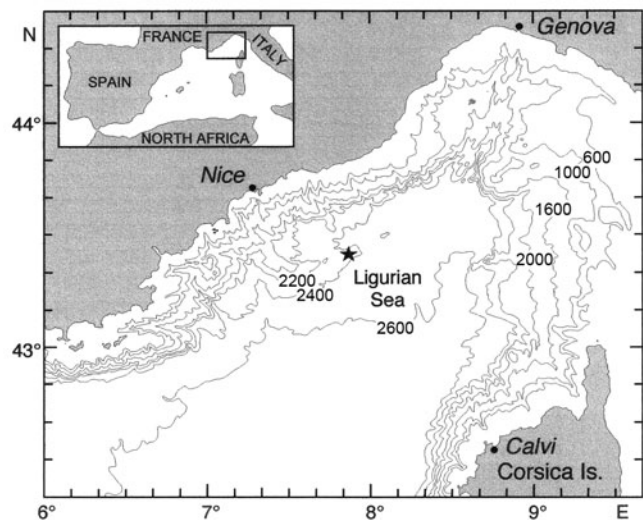 N
FRANCE
ITALY
SPAIN
NORTH AFRICA
Genova
44°
Nice
600
1000
1600
2000
2200
2400
Ligurian
Sea
2600
43°
Calvi
Corsica Is.
6°
7°
8°
9°
E